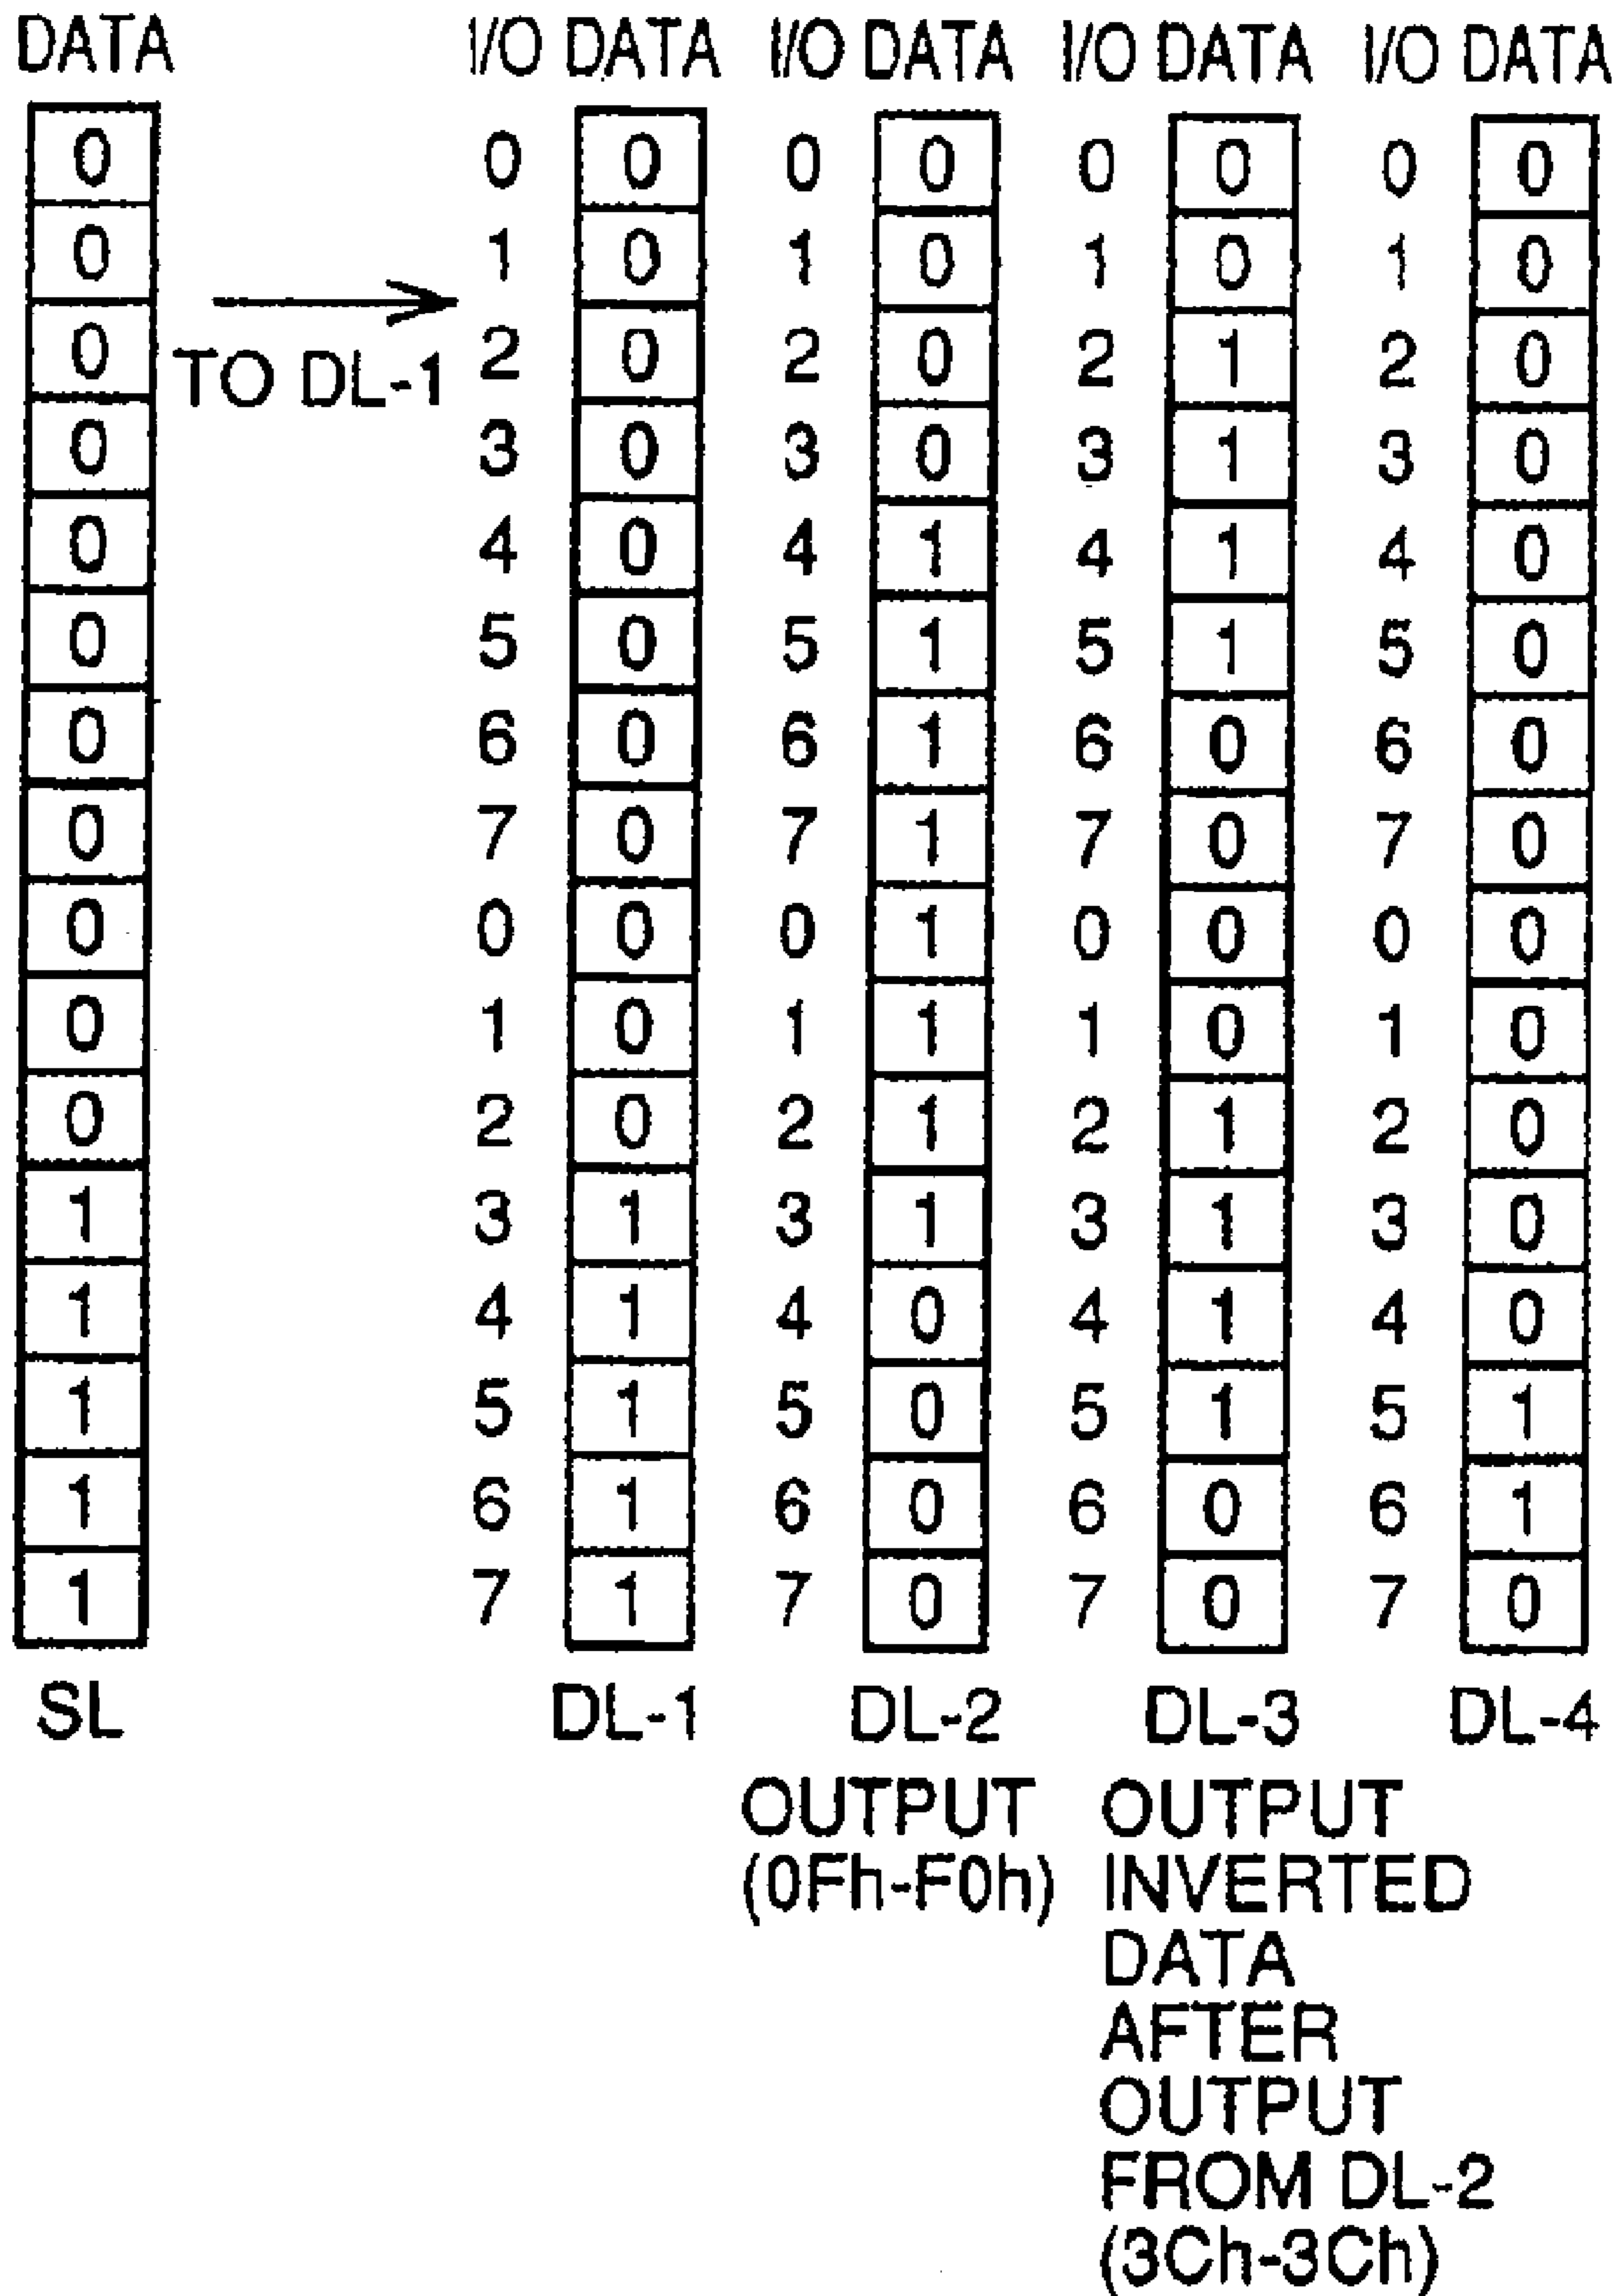 DATA I/O DATA I/O DATA I/O DATA I/O DATA
0 0 0 0 0 0 0 0 0
0 1 0 1 0 1 0 1 0
0 2 0 2 0 2 1 2 0
TO DL-1
0 3 0 3 0 3 1 3 0
0 4 0 4 1 4 1 4 0
0 5 0 5 1 5 1 5 0
0 6 0 6 1 6 0 6 0
0 7 0 7 1 7 0 7 0
0 0 0 0 1 0 0 0 0
0 1 0 1 1 1 0 1 0
0 2 0 2 1 2 1 2 0
1 3 1 3 1 3 1 3 0
1 4 1 4 0 4 1 4 0
1 5 1 5 0 5 1 5 1
1 6 1 6 0 6 0 6 1
1 7 1 7 0 7 0 7 0
SL DL-1 DL-2 DL-3 DL-4
OUTPUT
(0Fh-F0h)
OUTPUT
INVERTED
DATA
AFTER
OUTPUT
FROM DL-2
(3Ch-3Ch)